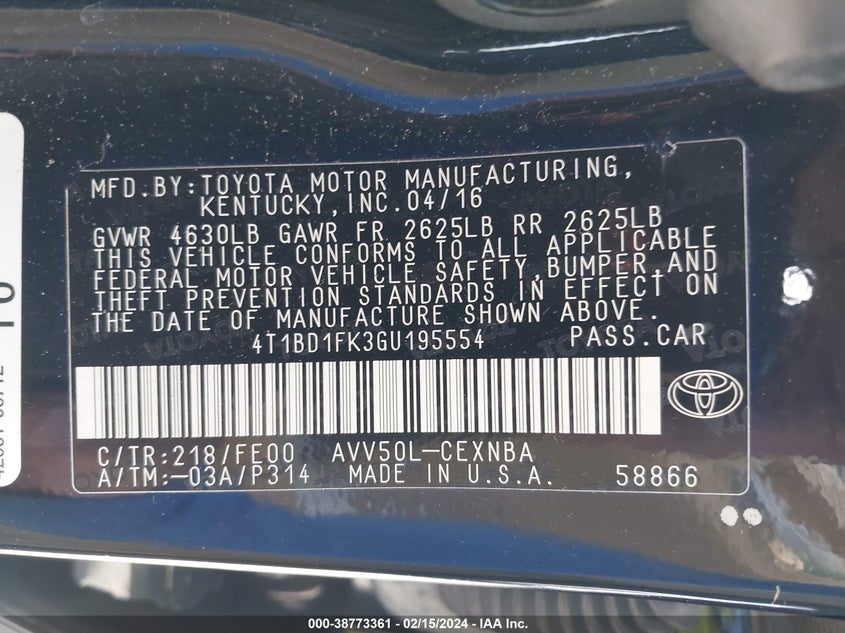 MFD.BY:TOYOTA MOTOR MANUFACTURING,
KENTUCKY,INC.04/16
GVWR 4630LB GAWR FR 2625LB RR 2625LB
THIS VEHICLE CONFORMS TO ALL APPLICABLE
FEDERAL MOTOR VEHICLE SAFETY,BUMPER,AND
THEFT PREVENTION STANDARDS IN EFFECT ON
THE DATE OF MANUFACTURE SHOWN ABOVE.
4T1BD1FK3GU195554 PASS.CAR
C/TR:218/FE00 AVV50L-CEXNBA
A/TM:-03A/P314 MADE IN U.S.A. 58866
000-38773361 - 02/15/2024 - IAA Inc.